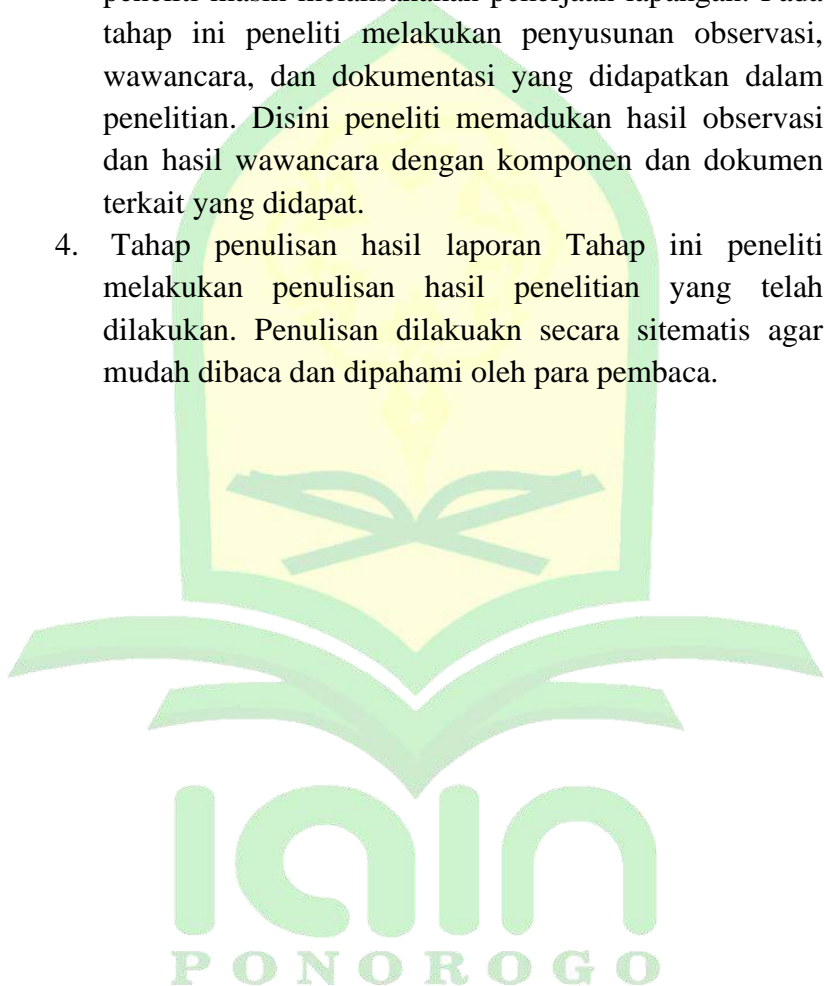 tahap ini peneliti melakukan penyusunan observasi,
wawancara, dan dokumentasi yang didapatkan dalam
penelitian. Disini peneliti memadukan hasil observasi
dan hasil wawancara dengan komponen dan dokumen
terkait yang didapat.
4. Tahap penulisan hasil laporan Tahap ini peneliti
melakukan penulisan hasil penelitian yang telah
dilakukan. Penulisan dilakuakn secara sitematis agar
mudah dibaca dan dipahami oleh para pembaca.
iain
PONOROGO